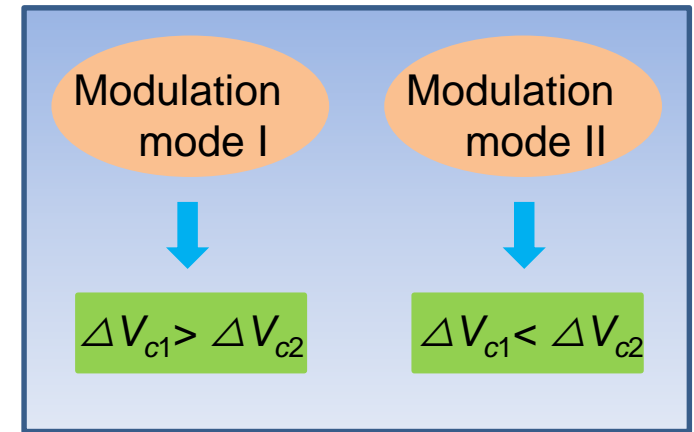 Modulation
mode I
Modulation
mode II
△Vc1> △Vc2
△Vc1< △Vc2